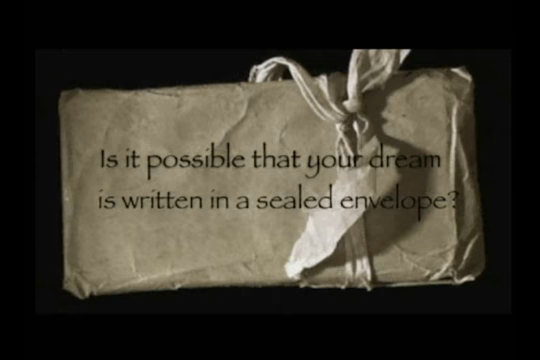 Is it possible that your dream
is written in a sealed envelope?